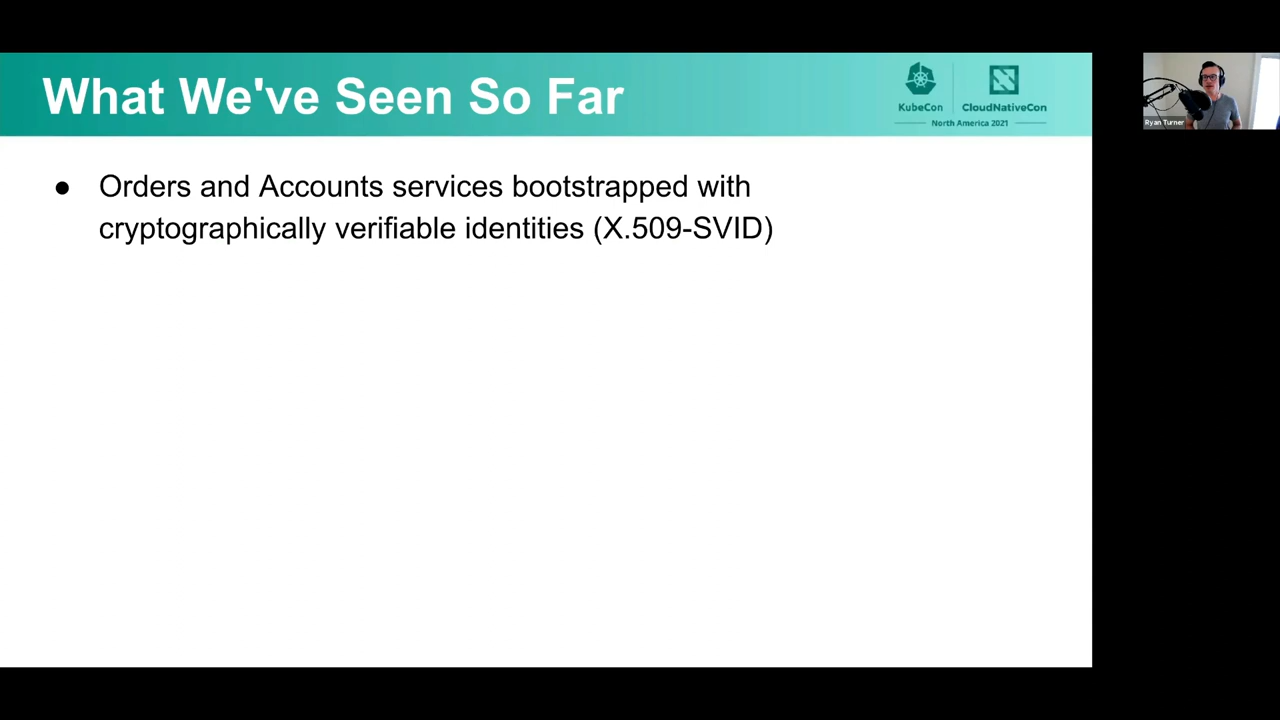 What We've Seen So Far
KubeCon
CloudNativeCon
North America 2021
● Orders and Accounts services bootstrapped with
cryptographically verifiable identities (X.509-SVID)
Ryan Turner